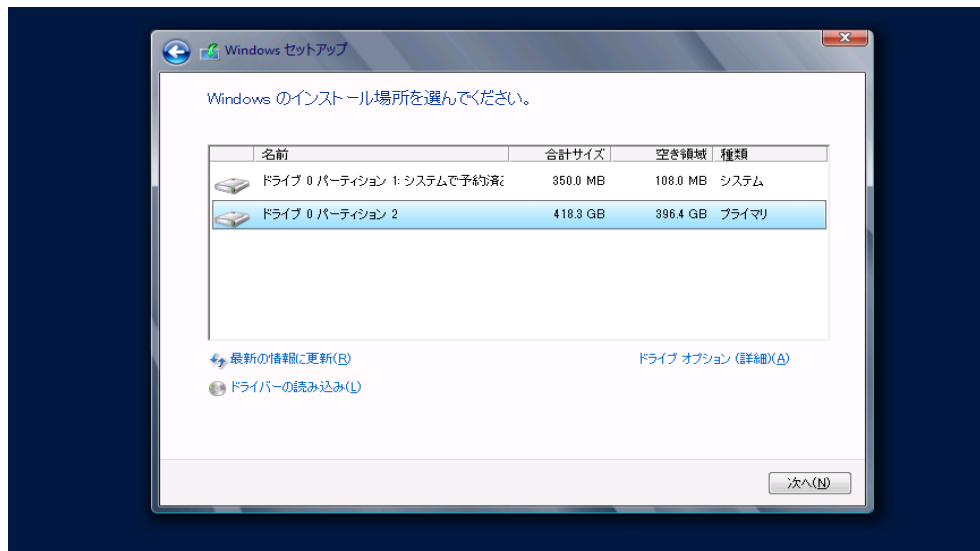 Windows セットアップ
Windows のインストール場所を選んでください。
名前 合計サイズ 空き領域 種類
ドライブ 0 パーティション 1: システムで予約済 350.0 MB 108.0 MB システム
ドライブ 0 パーティション 2 418.3 GB 396.4 GB プライマリ
最新の情報に更新(R) ドライブ オプション (詳細)(A)
ドライバーの読み込み(L)
次へ(N)